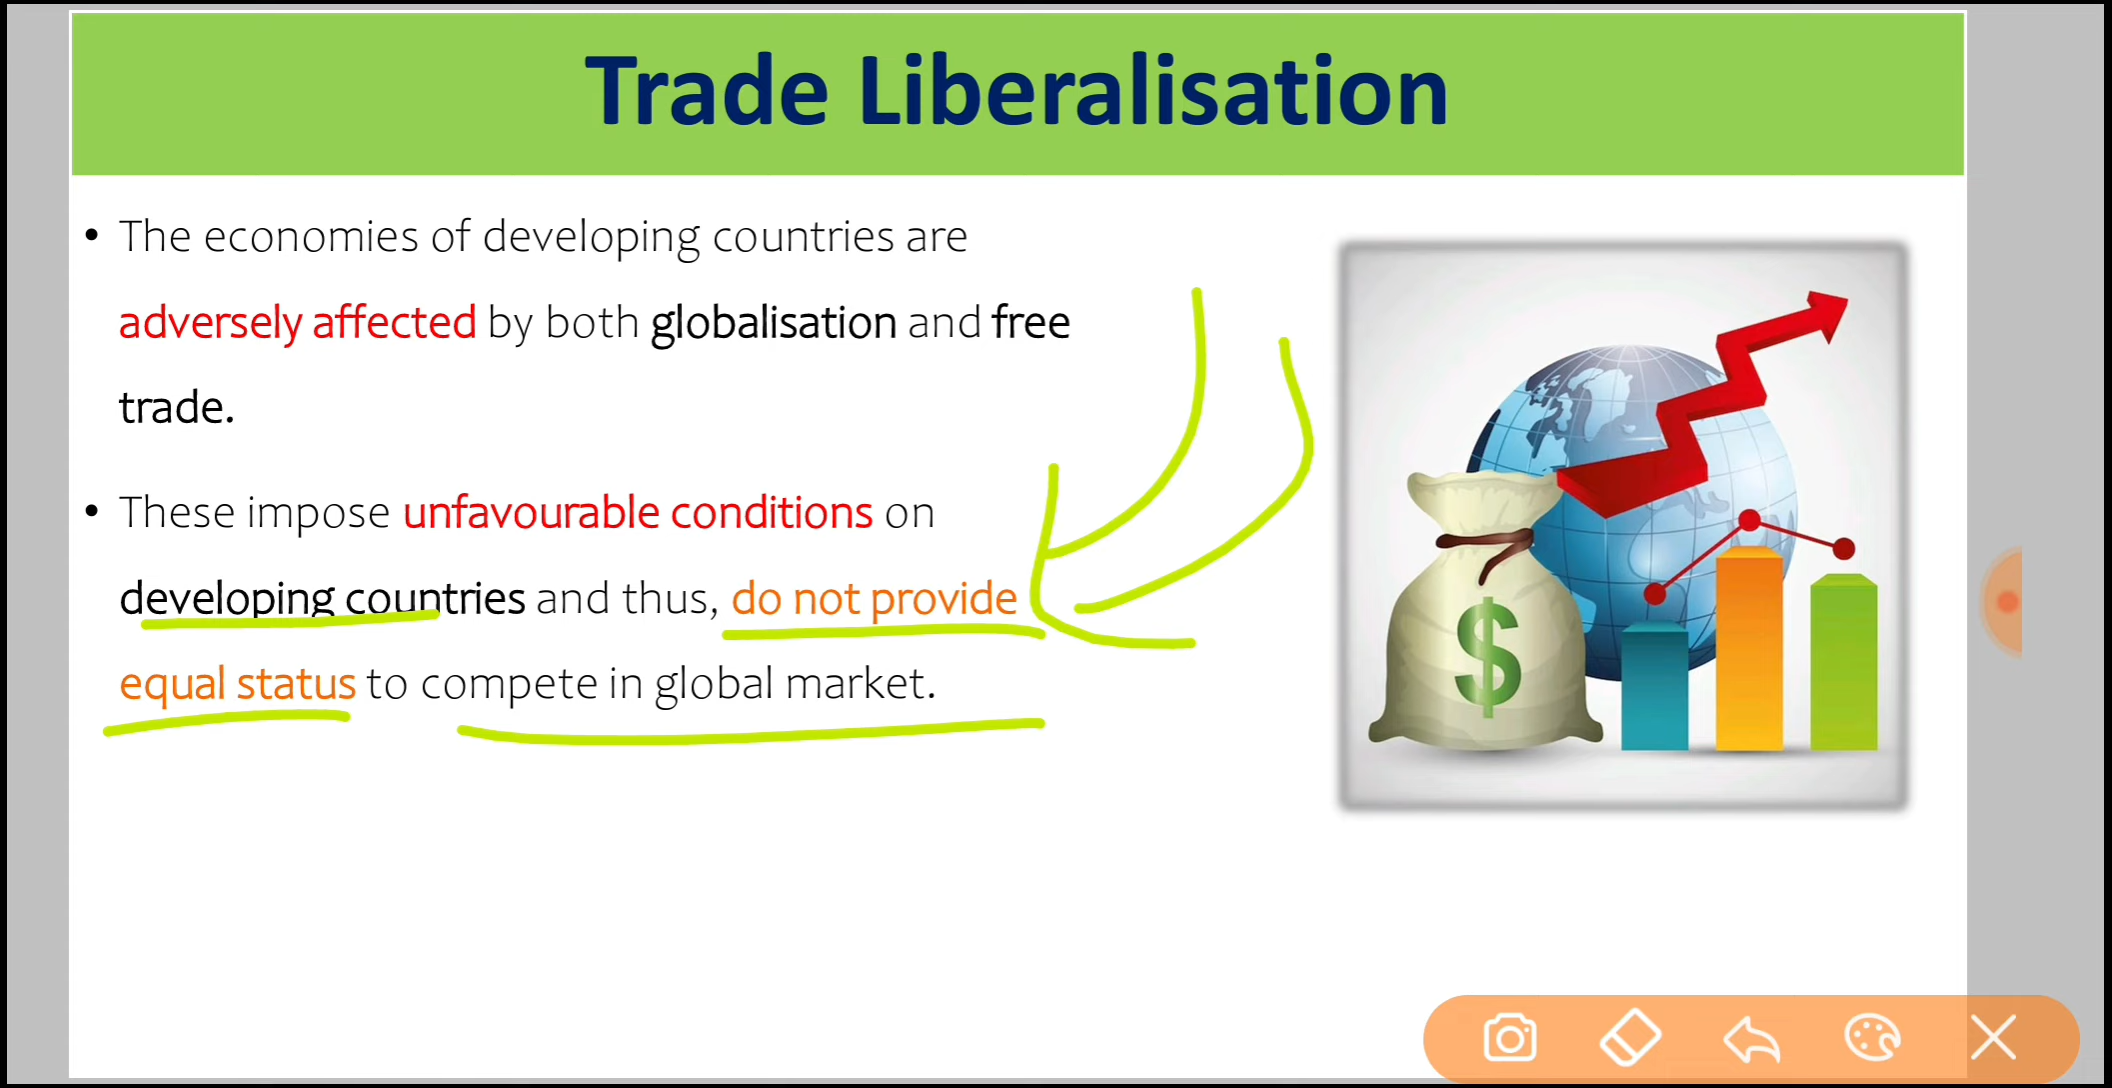 Trade Liberalisation
• The economies of developing countries are
adversely affected by both globalisation and free
trade.
• These impose unfavourable conditions on
developing countries and thus, do not provide
equal status to compete in global market.
$